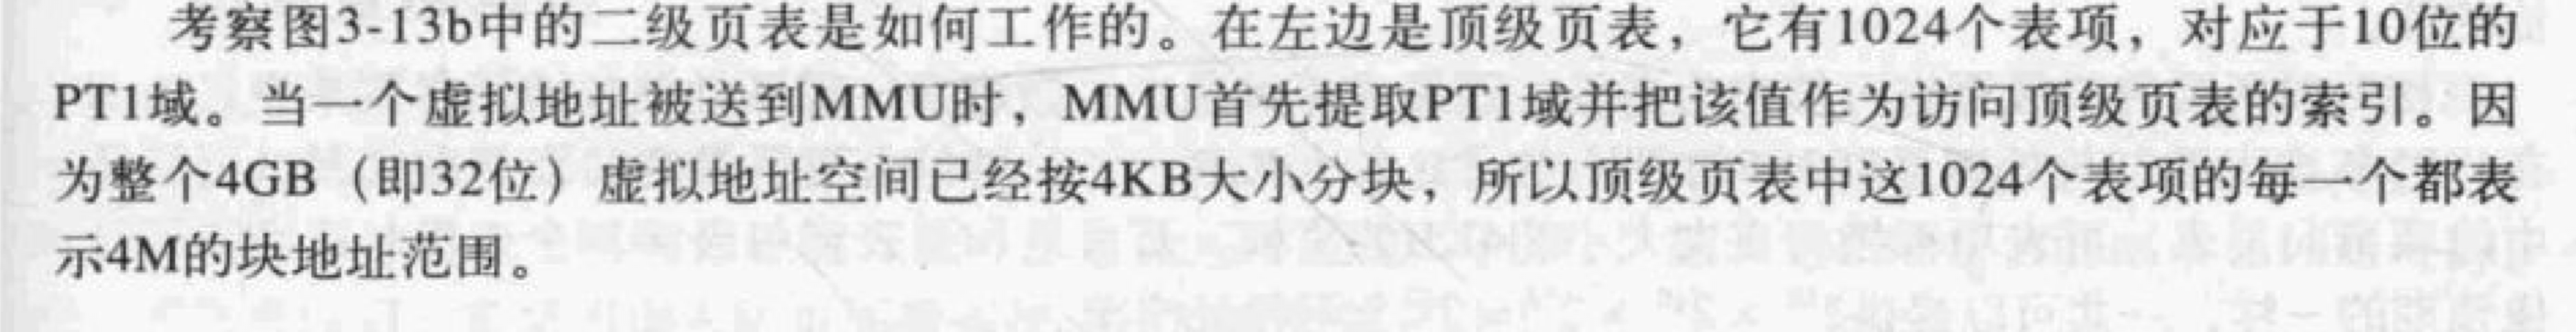 考察图3-13b中的二级页表是如何工作的。在左边是顶级页表，它有1024个表项，对应于10位的
PT1域。当一个虚拟地址被送到MMU时，MMU首先提取PT1域并把该值作为访问顶级页表的索引。因
为整个4GB（即32位）虚拟地址空间已经按4KB大小分块，所以顶级页表中这1024个表项的每一个都表
示4M的块地址范围。